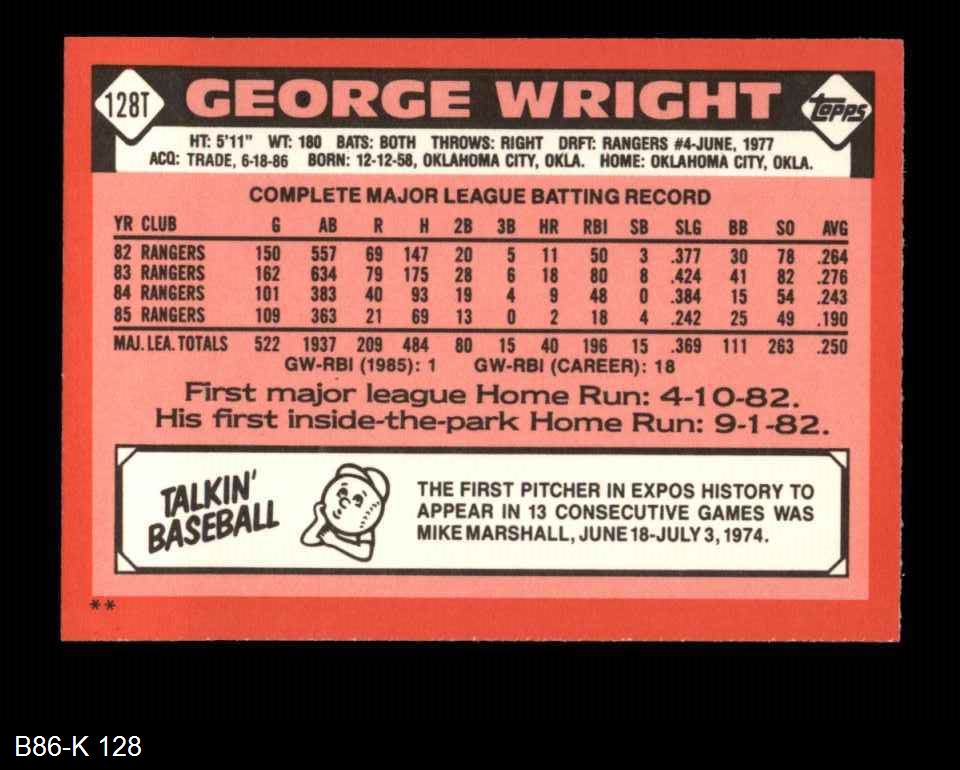 128T GEORGE WRIGHT Topps
HT: 5'11" WT: 180 BATS: BOTH THROWS: RIGHT DRFT: RANGERS #4-JUNE, 1977
ACQ: TRADE, 6-18-86 BORN: 12-12-58, OKLAHOMA CITY, OKLA. HOME: OKLAHOMA CITY, OKLA.
COMPLETE MAJOR LEAGUE BATTING RECORD
YR CLUB G AB R H 2B 3B HR RBI SB SLG BB SO AVG
82 RANGERS 150 557 69 147 20 5 11 50 3 .377 30 78 .264
83 RANGERS 162 634 79 175 28 6 18 80 8 .424 41 82 .276
84 RANGERS 101 383 40 93 19 4 9 48 0 .384 15 54 .243
85 RANGERS 109 363 21 69 13 0 2 18 4 .242 25 49 .190
MAJ. LEA. TOTALS 522 1937 209 484 80 15 40 196 15 .369 111 263 .250
GW-RBI (1985): 1 GW-RBI (CAREER): 18
First major league Home Run: 4-10-82.
His first inside-the-park Home Run: 9-1-82.
TALKIN'
BASEBALL
THE FIRST PITCHER IN EXPOS HISTORY TO
APPEAR IN 13 CONSECUTIVE GAMES WAS
MIKE MARSHALL, JUNE 18-JULY 3, 1974.
**
B86-K 128